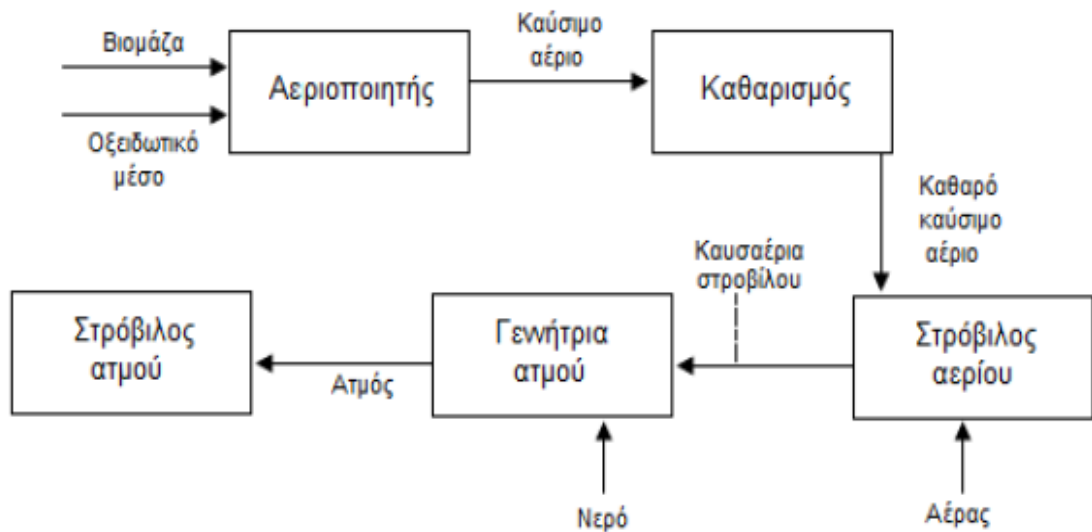 Βιομάζα
Οξειδωτικό
μέσο
Αεριοποιητής
Καύσιμο
αέριο
Καθαρισμός
Καθαρό
καύσιμο
αέριο
Στρόβιλος
αερίου
Αέρας
Καυσαέρια
στροβίλου
Γεννήτρια
ατμού
Νερό
Ατμός
Στρόβιλος
ατμού